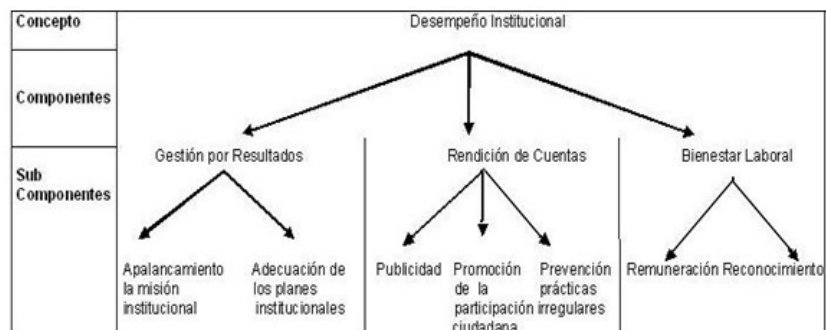 Concepto
Desempeño Institucional
Componentes
Gestión por Resultados
Rendición de Cuentas
Bienestar Laboral
Sub
Componentes
Apalancamiento
la misión
institucional
Adecuación de
los planes
institucionales
Publicidad
Promoción
de la
participación
ciudadana
Prevención
prácticas
irregulares
Remuneración
Reconocimiento